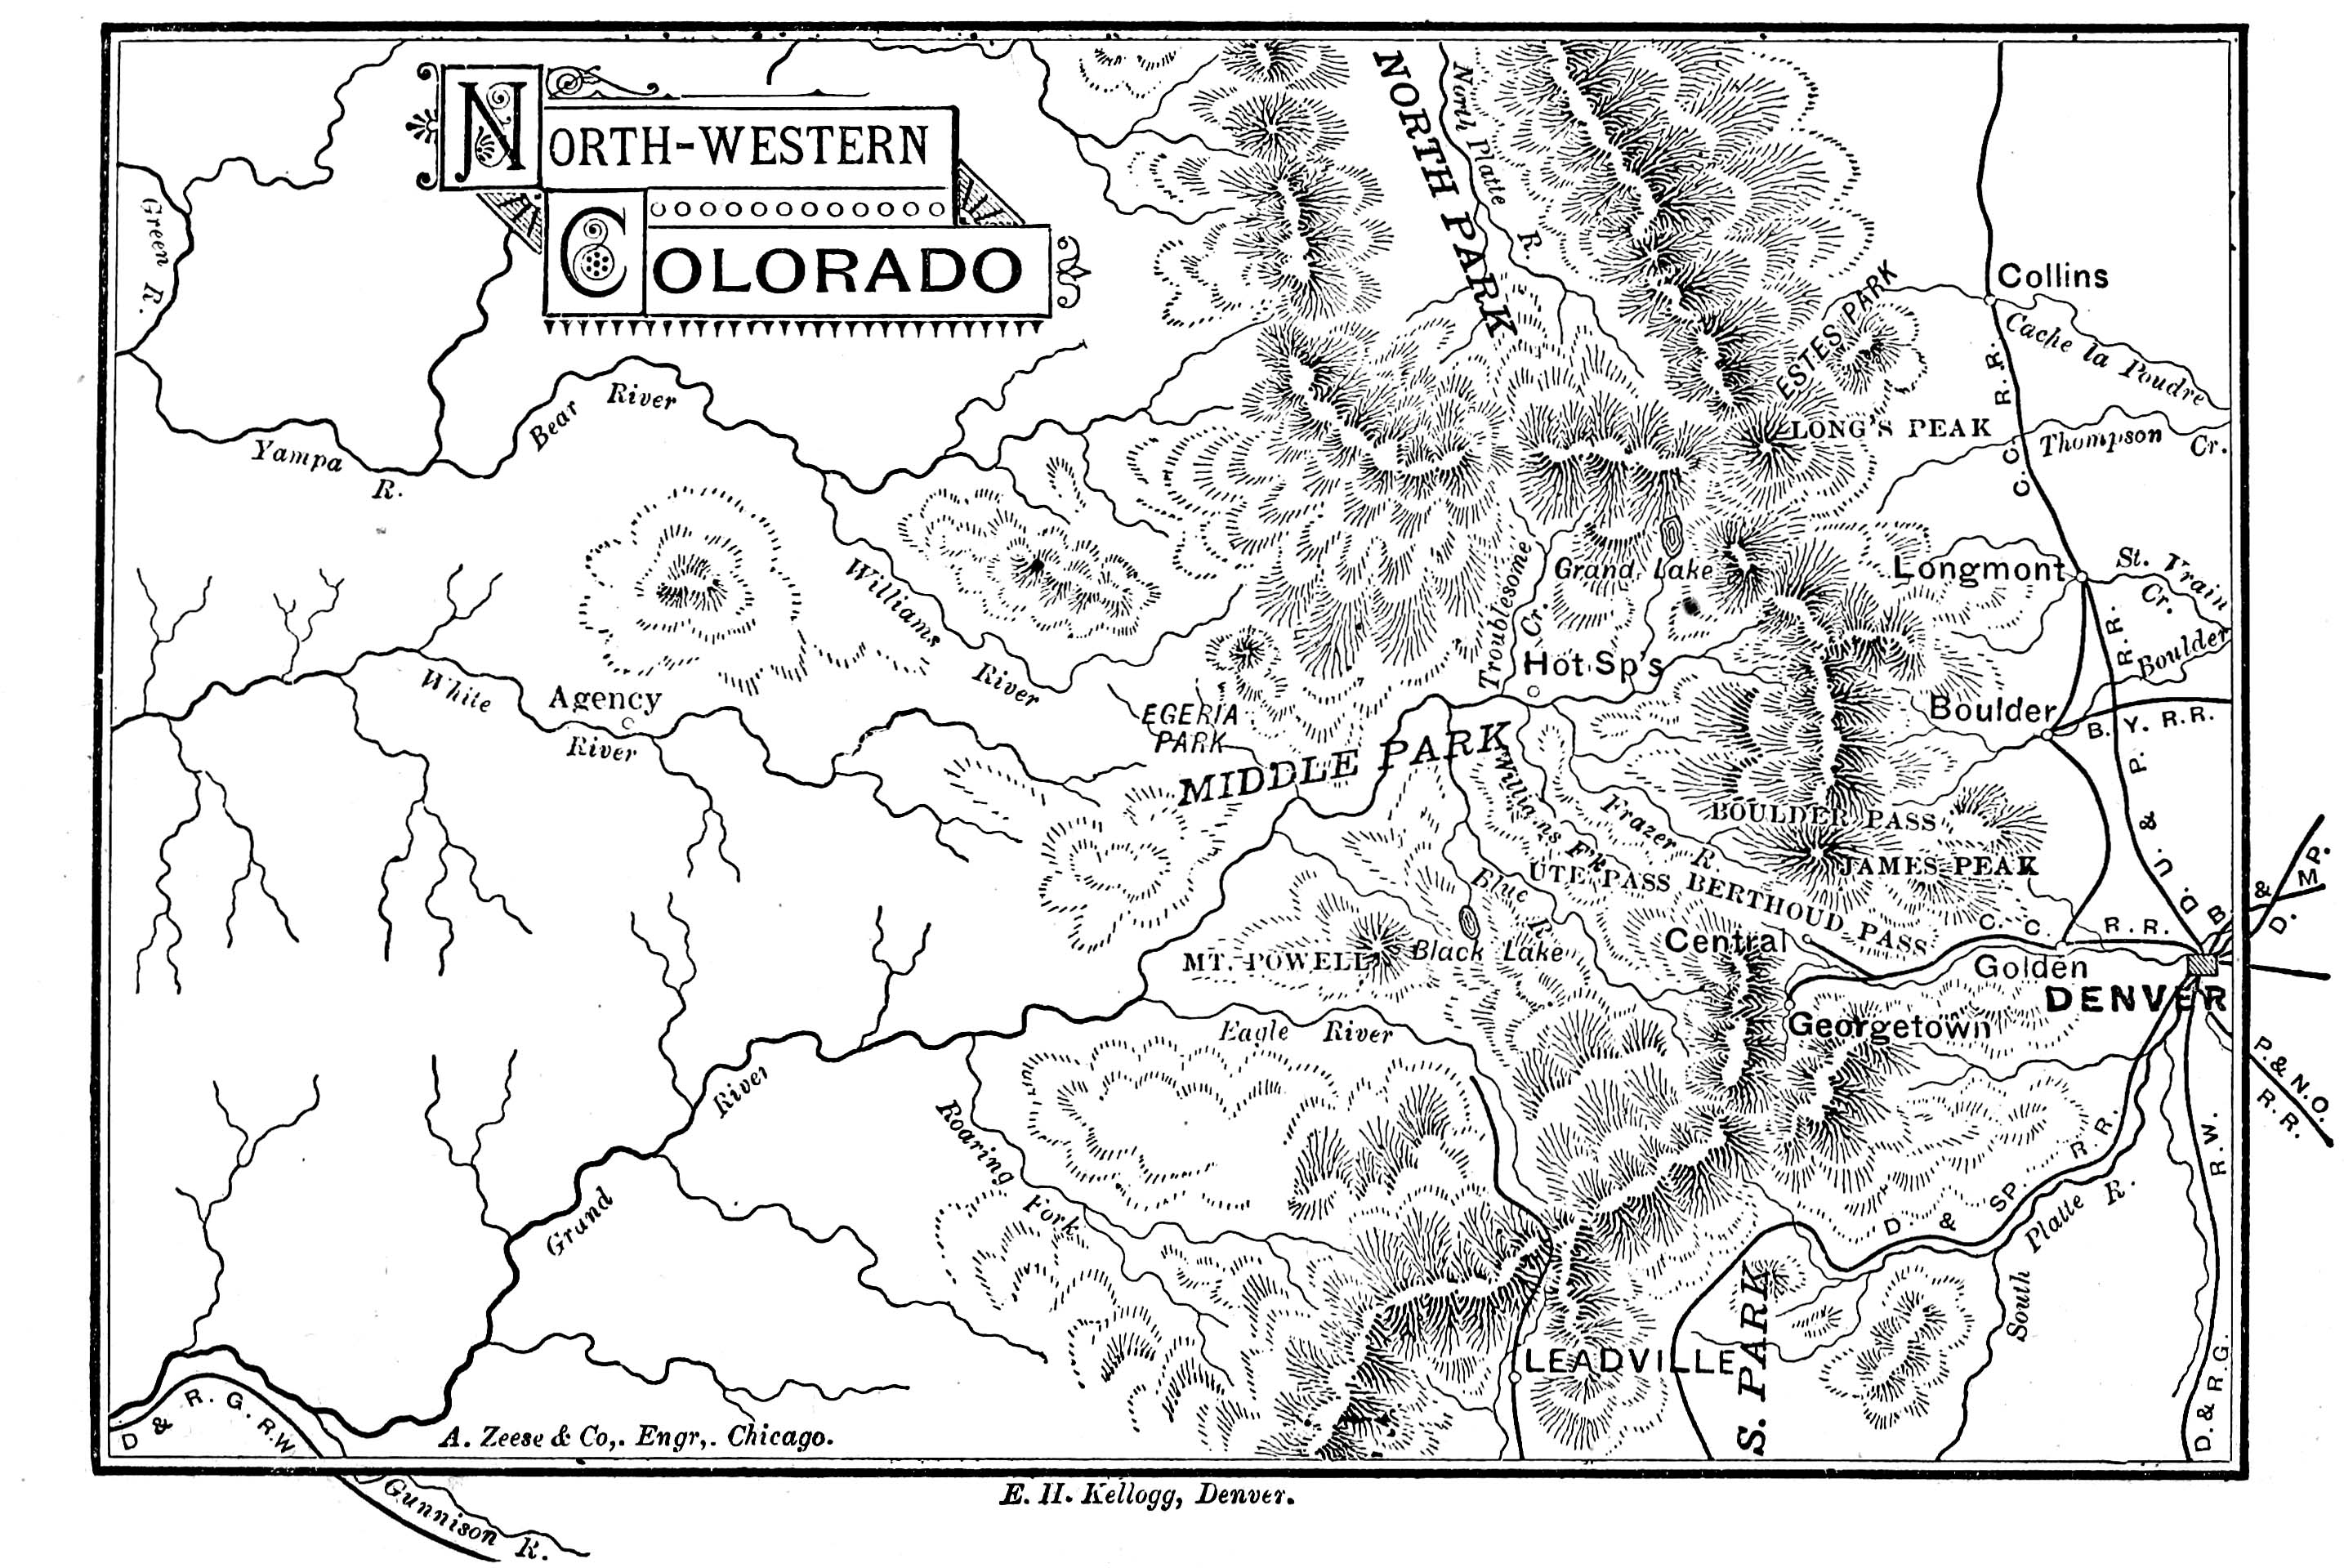 NORTH-WESTERN
COLORADO
NORTH PARK
North Platte R.
Green R.
Collins
Cache la Poudre
ESTES PARK
C. C. R. R.
LONG'S PEAK
Thompson Cr.
Bear River
Yampa R.
Williams River
Troublesome Cr.
Grand Lake
Longmont
St. Vrain Cr.
Boulder
Hot Sp's
White River
Agency
EGERIA PARK
MIDDLE PARK
Boulder
B. Y. R. R.
D. U. & P. R. R.
Williams F'k
Frazer R.
BOULDER PASS
JAMES PEAK
UTE PASS
BERTHOUD PASS
Blue R.
Central
C. C. R. R.
B. & M.
D. P.
MT. POWELL
Black Lake
Golden
DENVER
Georgetown
Eagle River
P. & N. O. R. R.
Grand River
Roaring Fork
D. & SP. R. R.
South Platte R.
D. & R. G. R. W.
LEADVILLE
S. PARK
D & R. G. R. W
A. Zeese & Co,. Engr,. Chicago.
Gunnison R.
E. H. Kellogg, Denver.